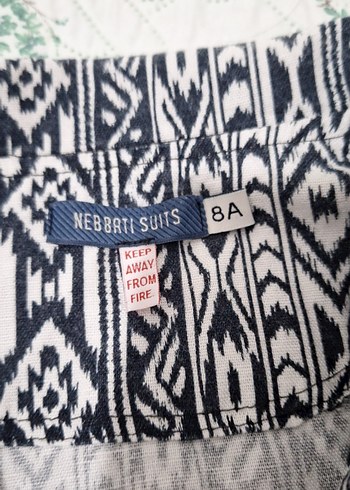 NEBBATI SUITS
8A
KEEP
AWAY
FROM
FIRE